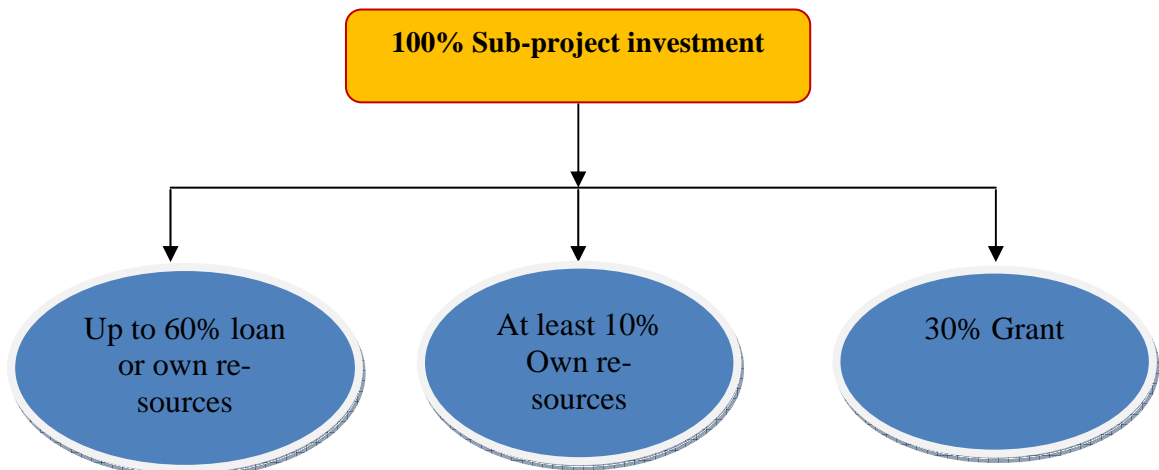 100% Sub-project investment
Up to 60% loan
or own re-
sources
At least 10%
Own re-
sources
30% Grant